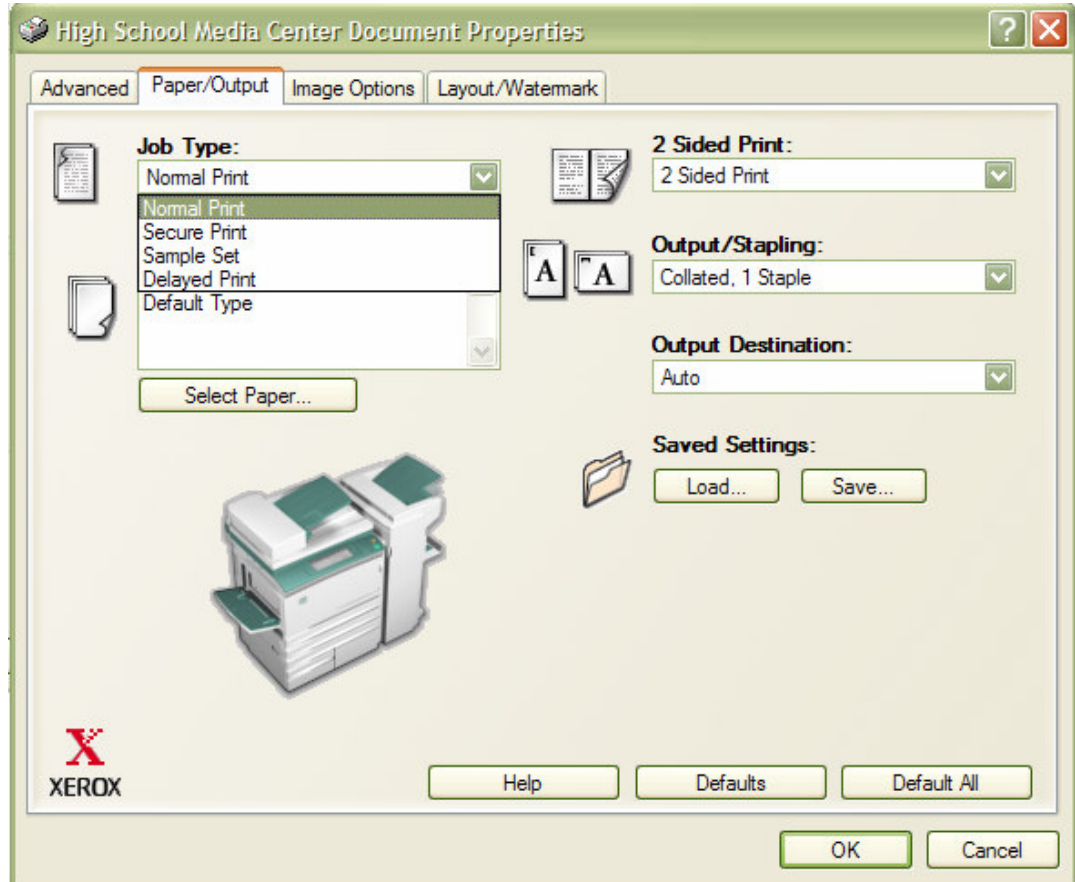 High School Media Center Document Properties
Advanced Paper/Output Image Options Layout/Watermark
Job Type:
Normal Print
Normal Print
Secure Print
Sample Set
Delayed Print
Default Type
Select Paper...
2 Sided Print:
2 Sided Print
Output/Stapling:
A A
Collated, 1 Staple
Output Destination:
Auto
Saved Settings:
Load... Save...
X
XEROX
Help Defaults Default All
OK Cancel